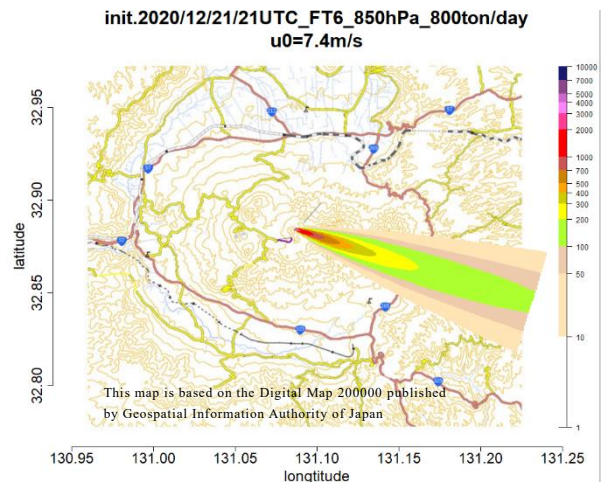 init.2020/12/21/21UTC_FT6_850hPa_800ton/day
u0=7.4m/s
10000
7000
5000
4000
3000
2000
1000
700
500
400
300
200
100
50
10
1
latitude
32.95
32.90
32.85
32.80
This map is based on the Digital Map 200000 published
by Geospatial Information Authority of Japan
130.95 131.00 131.05 131.10 131.15 131.20 131.25
longtitude